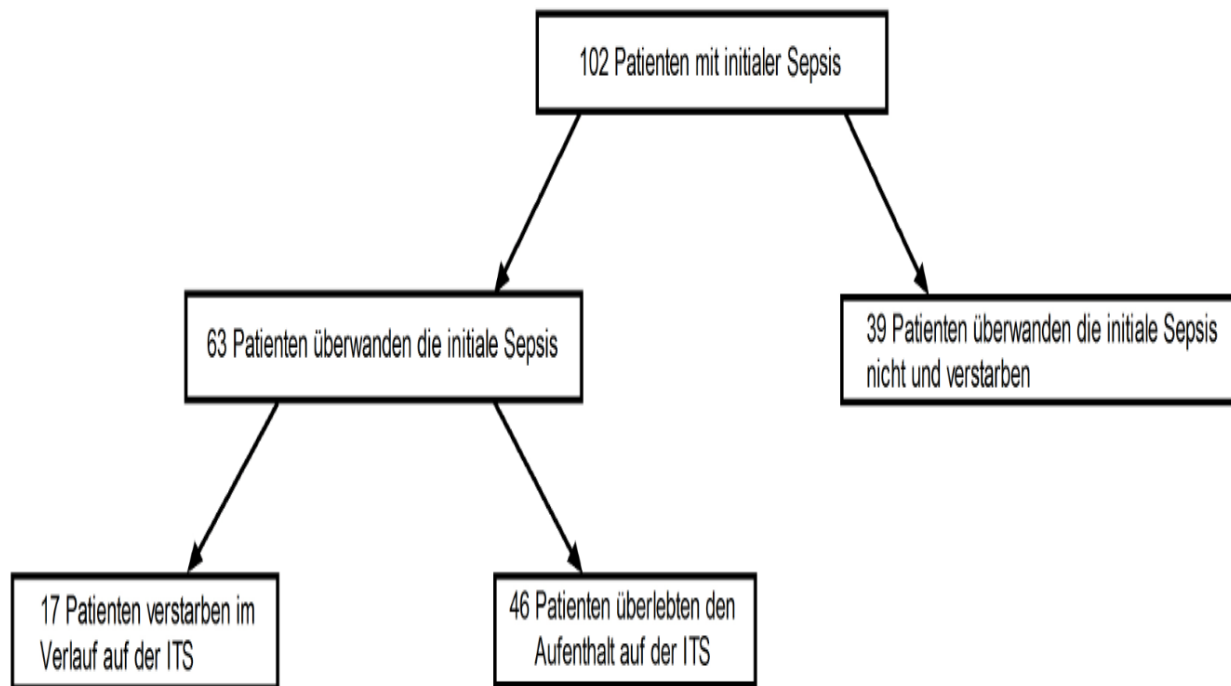 102 Patienten mit initialer Sepsis
63 Patienten überwanden die initiale Sepsis
39 Patienten überwanden die initiale Sepsis
nicht und verstarben
17 Patienten verstarben im
Verlauf auf der ITS
46 Patienten überlebten den
Aufenthalt auf der ITS